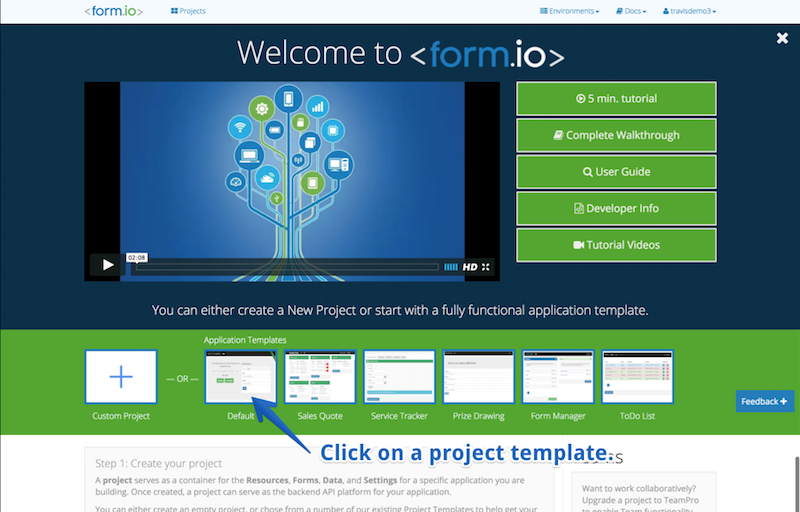 <form.io>
Projects
Environments
Docs
travisdemo3
Welcome to <form.io>
5 min. tutorial
Complete Walkthrough
User Guide
Developer Info
Tutorial Videos
02:08
HD
You can either create a New Project or start with a fully functional application template.
Application Templates
— OR —
Custom Project
Default
Sales Quote
Service Tracker
Prize Drawing
Form Manager
ToDo List
Feedback +
Click on a project template.
Step 1: Create your project
A project serves as a container for the Resources, Forms, Data, and Settings for a specific application you are
building. Once created, a project can serve as the backend API platform for your application.
You can either create an empty project, or chose from a number of our existing Project Templates to help get your
Want to work collaboratively?
Upgrade a project to TeamPro
to enable Team functionality